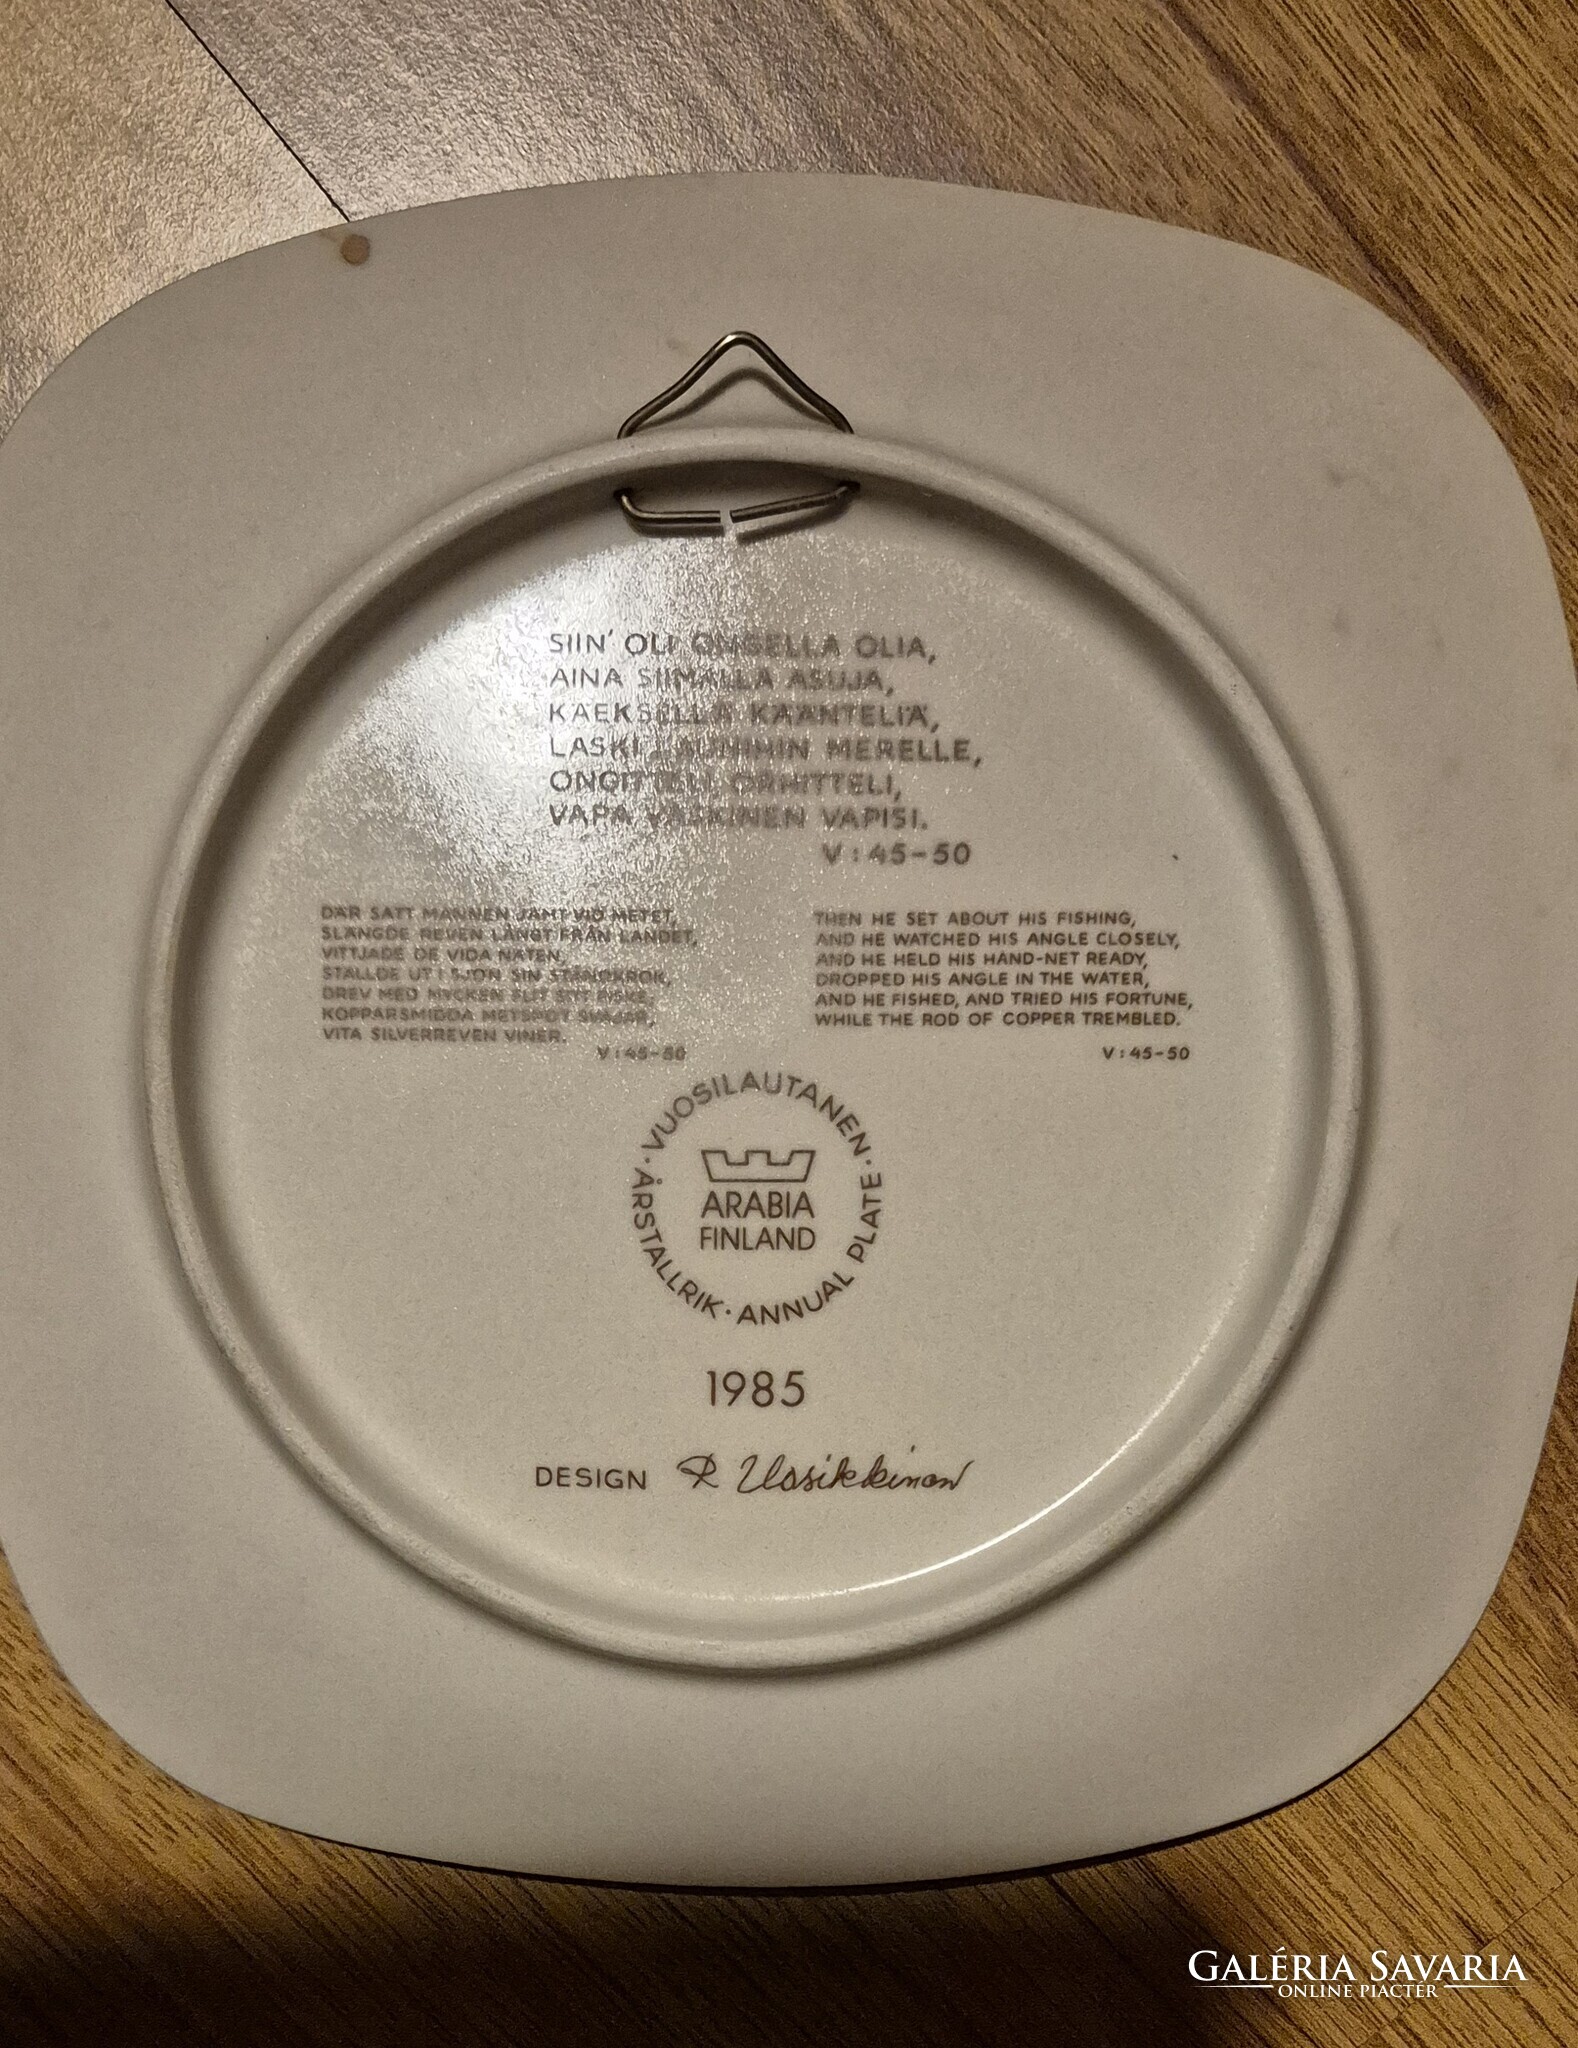 SIIN' OLI ONGELLA OLIA,
AINA SIIMALLA ASUJA,
KÄEKSELLÄ KÄÄNTELIÄ,
LASKI LAUNIHIN MERELLE,
ONGITTELI, ORHITTELI,
VAPA VASKINEN VAPISI.
V : 45-50
DÄR SATT MANNEN JÄMT VID METET,
SLÄNGDE REVEN LÅNGT FRÅN LANDET,
VITTJADE DE VIDA NÄTEN,
STÄLLDE UT I SJÖN SIN STÅNDKROK,
DREV MED MYCKEN FLIT SITT FISKE,
KOPPARSMIDDA METSPÖT SVAJAR,
VITA SILVERREVEN VINER.
V : 45-50
THEN HE SET ABOUT HIS FISHING,
AND HE WATCHED HIS ANGLE CLOSELY,
AND HE HELD HIS HAND-NET READY,
DROPPED HIS ANGLE IN THE WATER,
AND HE FISHED, AND TRIED HIS FORTUNE,
WHILE THE ROD OF COPPER TREMBLED.
V : 45-50
· VUOSILAUTANEN · ANNUAL PLATE · ÅRSTALLRIK
ARABIA
FINLAND
1985
DESIGN R Uosikkinen
GALÉRIA SAVARIA
ONLINE PIACTÉR